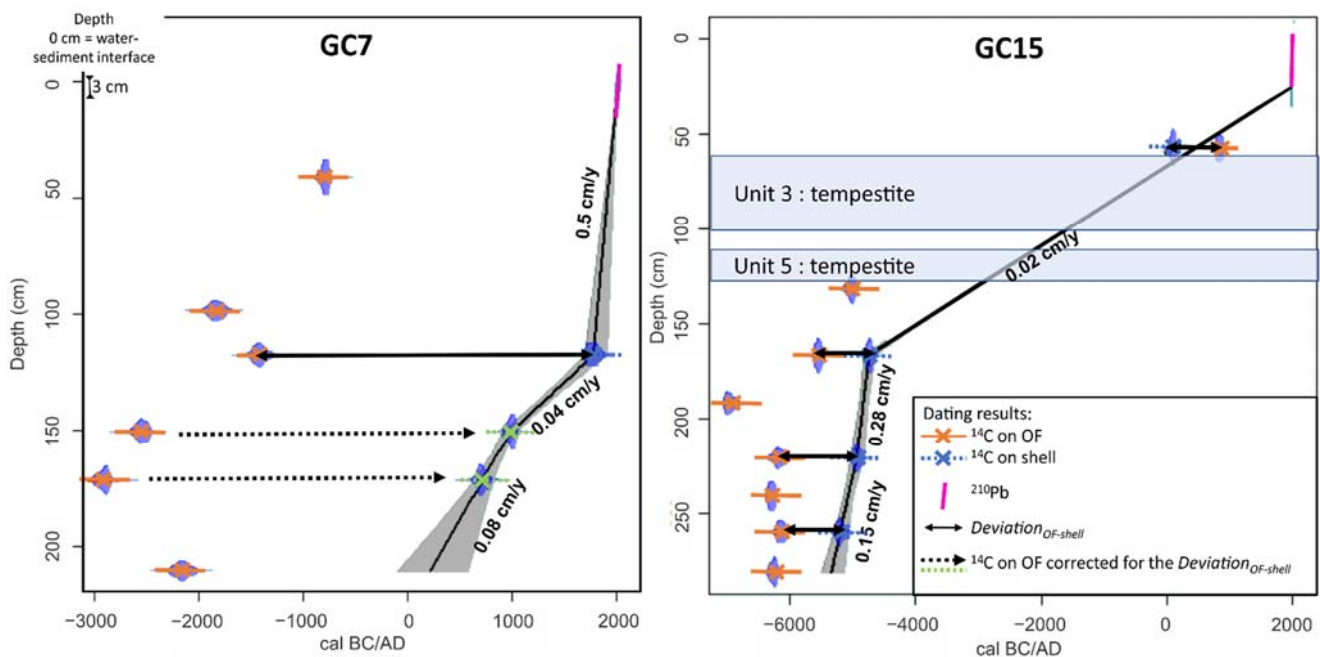 Depth
0 cm = water-
sediment interface
3 cm
GC7
0
50
100
150
200
Depth (cm)
0.5 cm/y
0.04 cm/y
0.08 cm/y
−3000
−2000
−1000
0
1000
2000
cal BC/AD
GC15
0
50
100
150
200
250
Depth (cm)
Unit 3 : tempestite
Unit 5 : tempestite
0.02 cm/y
0.28 cm/y
0.15 cm/y
Dating results:
¹⁴C on OF
¹⁴C on shell
²¹⁰Pb
Deviation OF-shell
¹⁴C on OF corrected for the Deviation OF-shell
−6000
−4000
−2000
0
2000
cal BC/AD